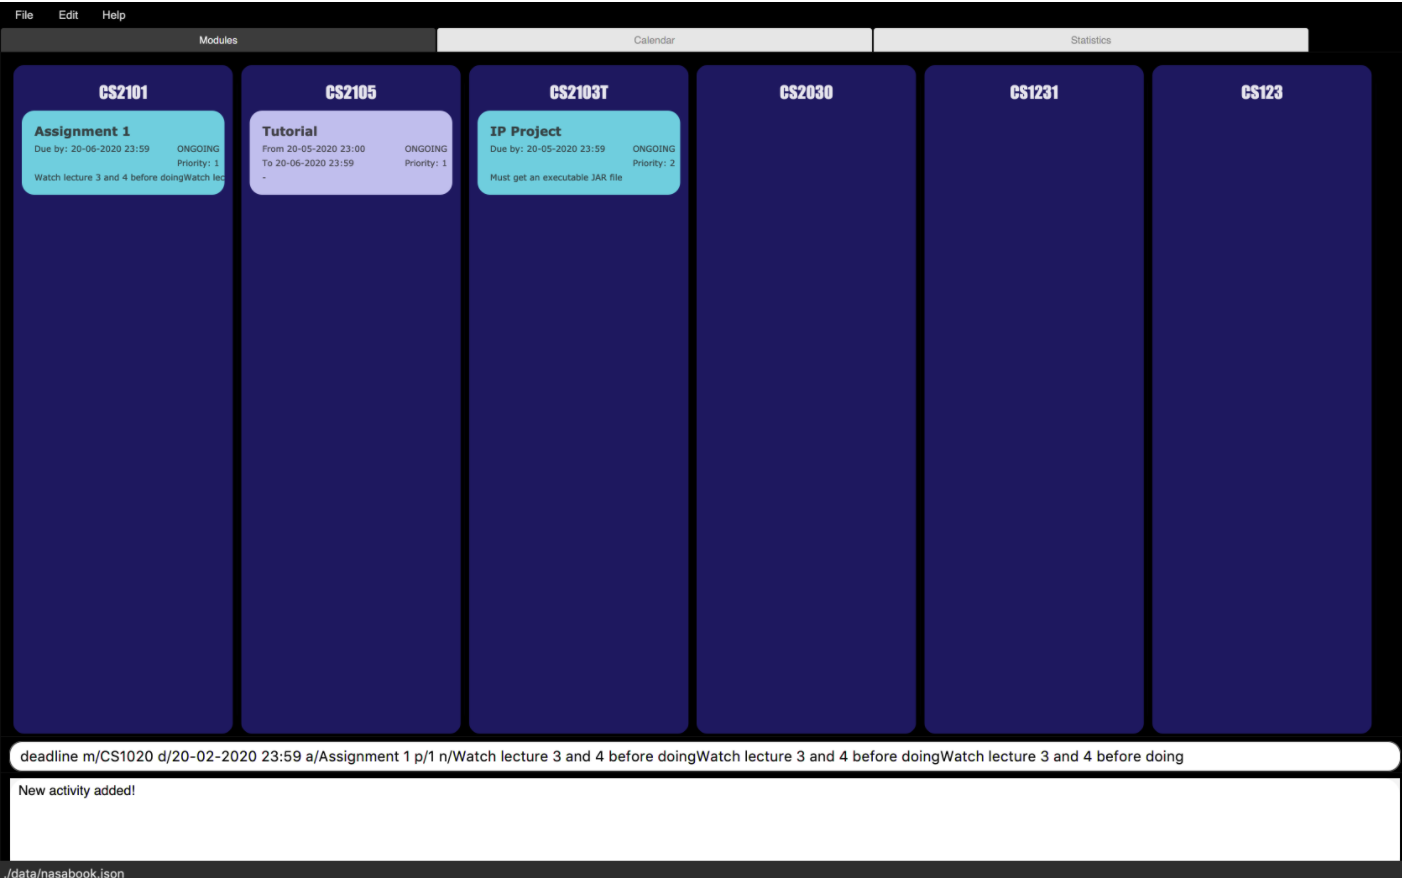 File Edit Help
Modules Calendar Statistics
CS2101 CS2105 CS2103T CS2030 CS1231 CS123
Assignment 1
Due by: 20-06-2020 23:59 ONGOING
Priority: 1
Watch lecture 3 and 4 before doingWatch lec
Tutorial
From 20-05-2020 23:00 ONGOING
To 20-06-2020 23:59 Priority: 1
-
IP Project
Due by: 20-05-2020 23:59 ONGOING
Priority: 2
Must get an executable JAR file
deadline m/CS1020 d/20-02-2020 23:59 a/Assignment 1 p/1 n/Watch lecture 3 and 4 before doingWatch lecture 3 and 4 before doingWatch lecture 3 and 4 before doing
New activity added!
./data/nasabook.json